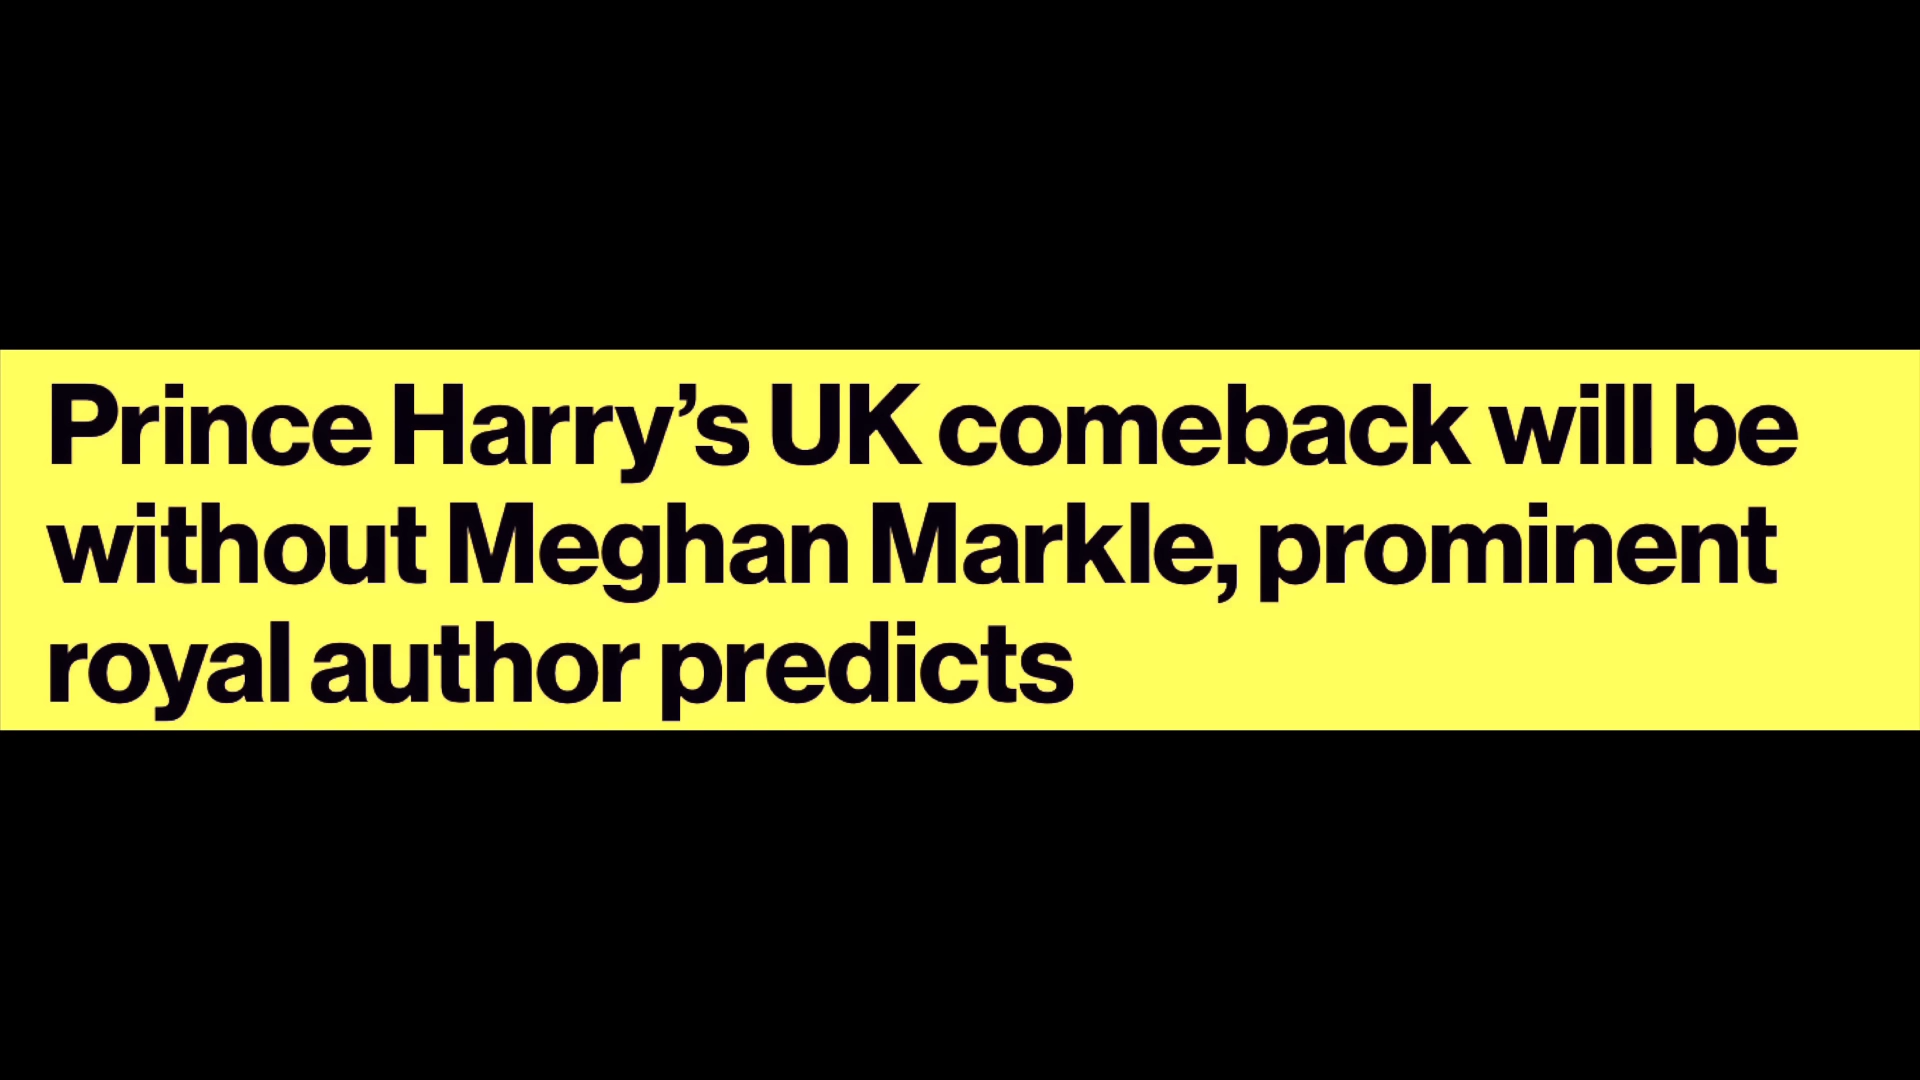 Prince Harry’s UK comeback will be
without Meghan Markle, prominent
royal author predicts